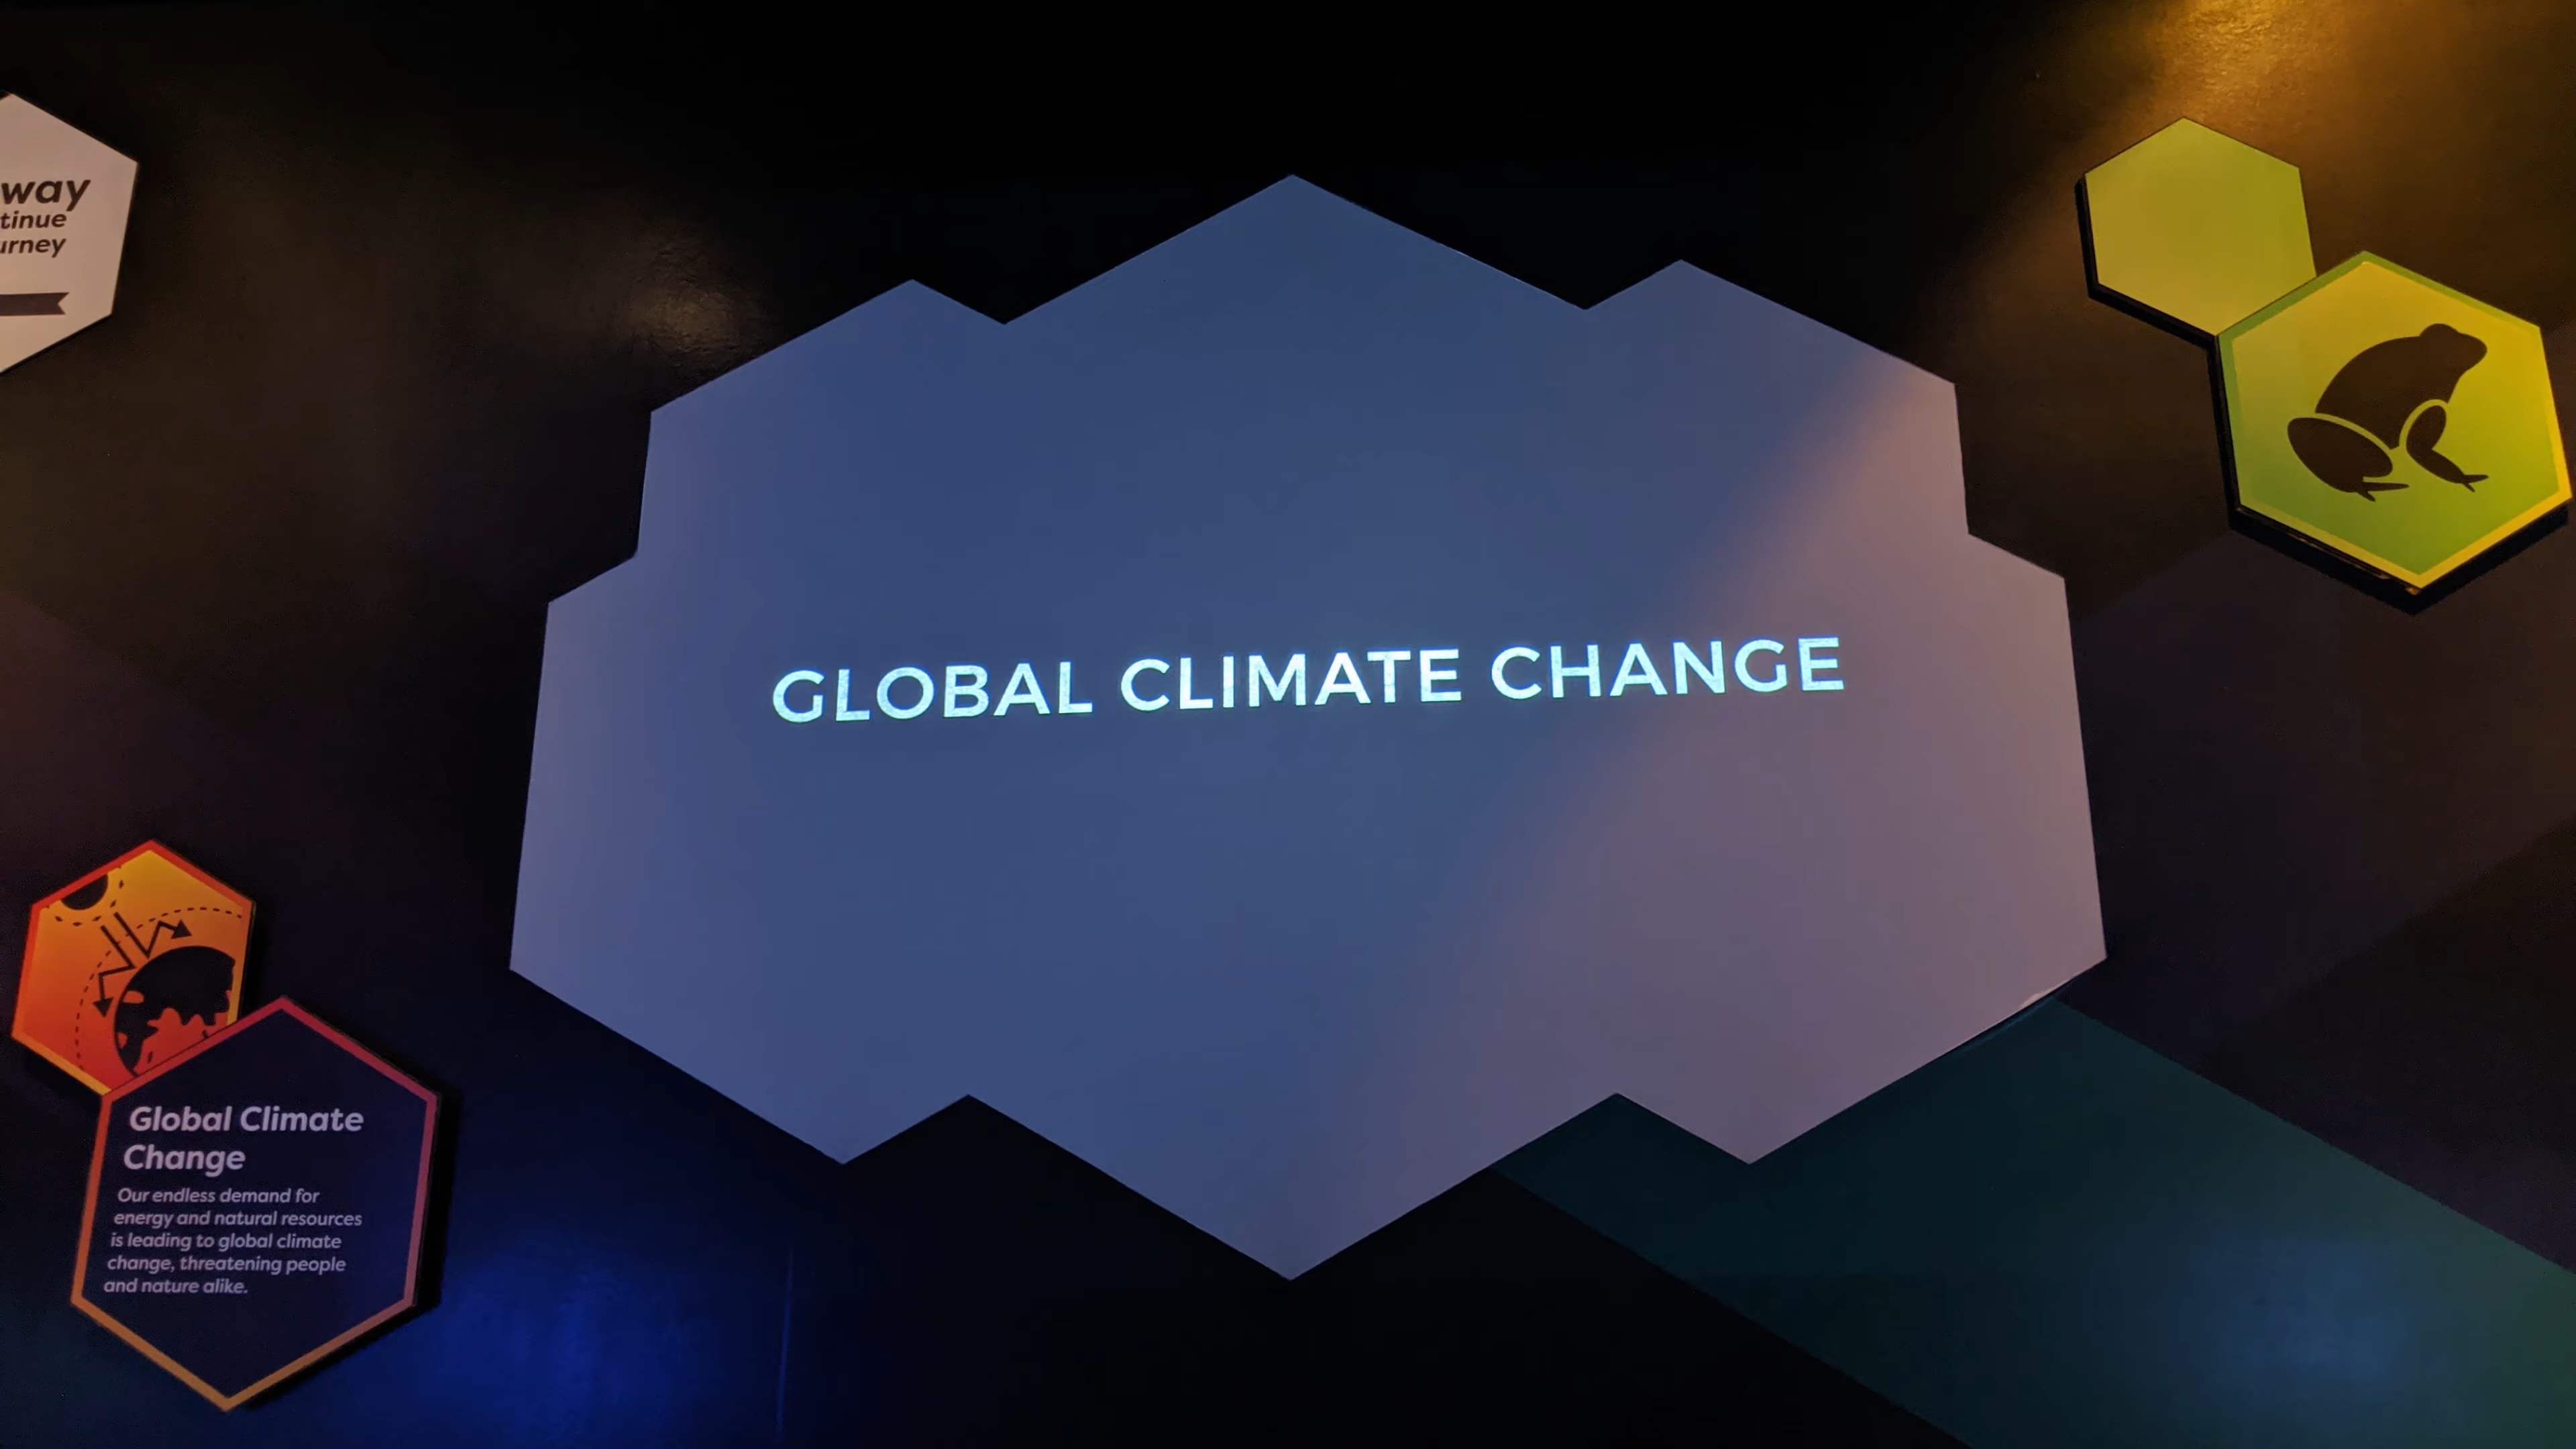 way
tinue
urney
GLOBAL CLIMATE CHANGE
Global Climate
Change
Our endless demand for
energy and natural resources
is leading to global climate
change, threatening people
and nature alike.